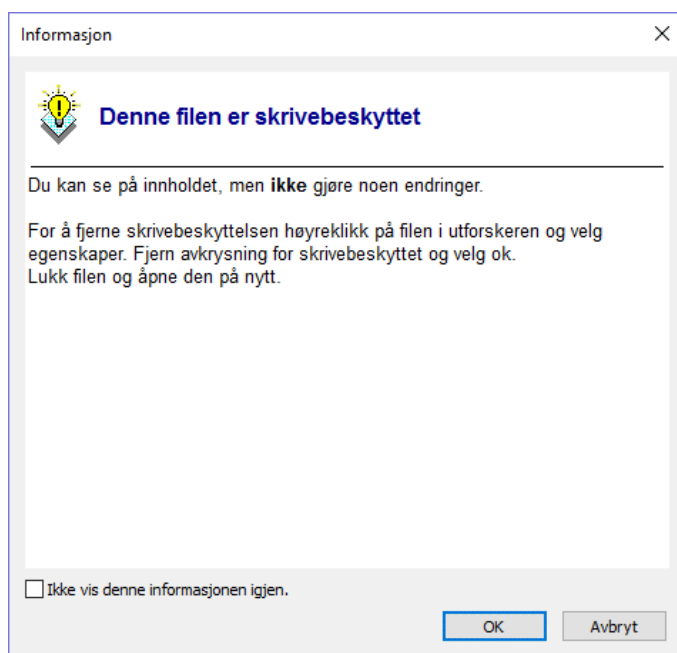 Informasjon
Denne filen er skrivebeskyttet
Du kan se på innholdet, men ikke gjøre noen endringer.
For å fjerne skrivebeskyttelsen høyreklikk på filen i utforskeren og velg
egenskaper. Fjern avkrysning for skrivebeskyttet og velg ok.
Lukk filen og åpne den på nytt.
Ikke vis denne informasjonen igjen.
OK
Avbryt